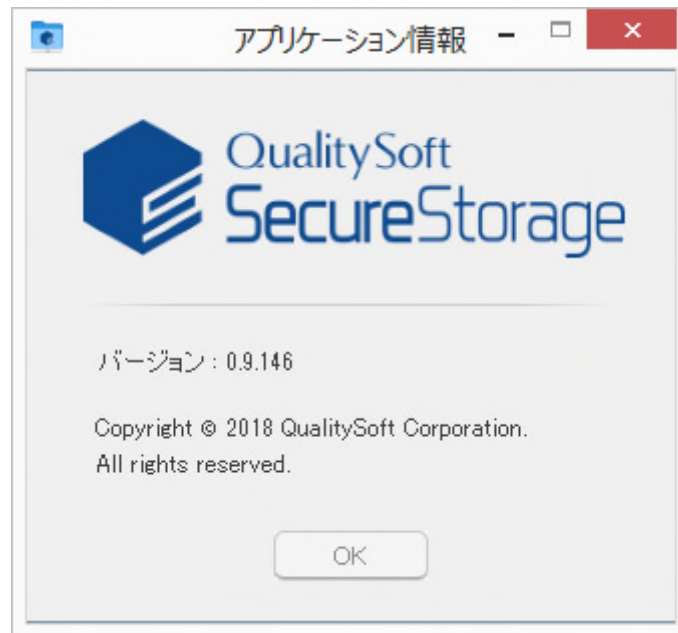 アプリケーション情報
QualitySoft
SecureStorage
バージョン : 0.9.146
Copyright © 2018 QualitySoft Corporation.
All rights reserved.
OK